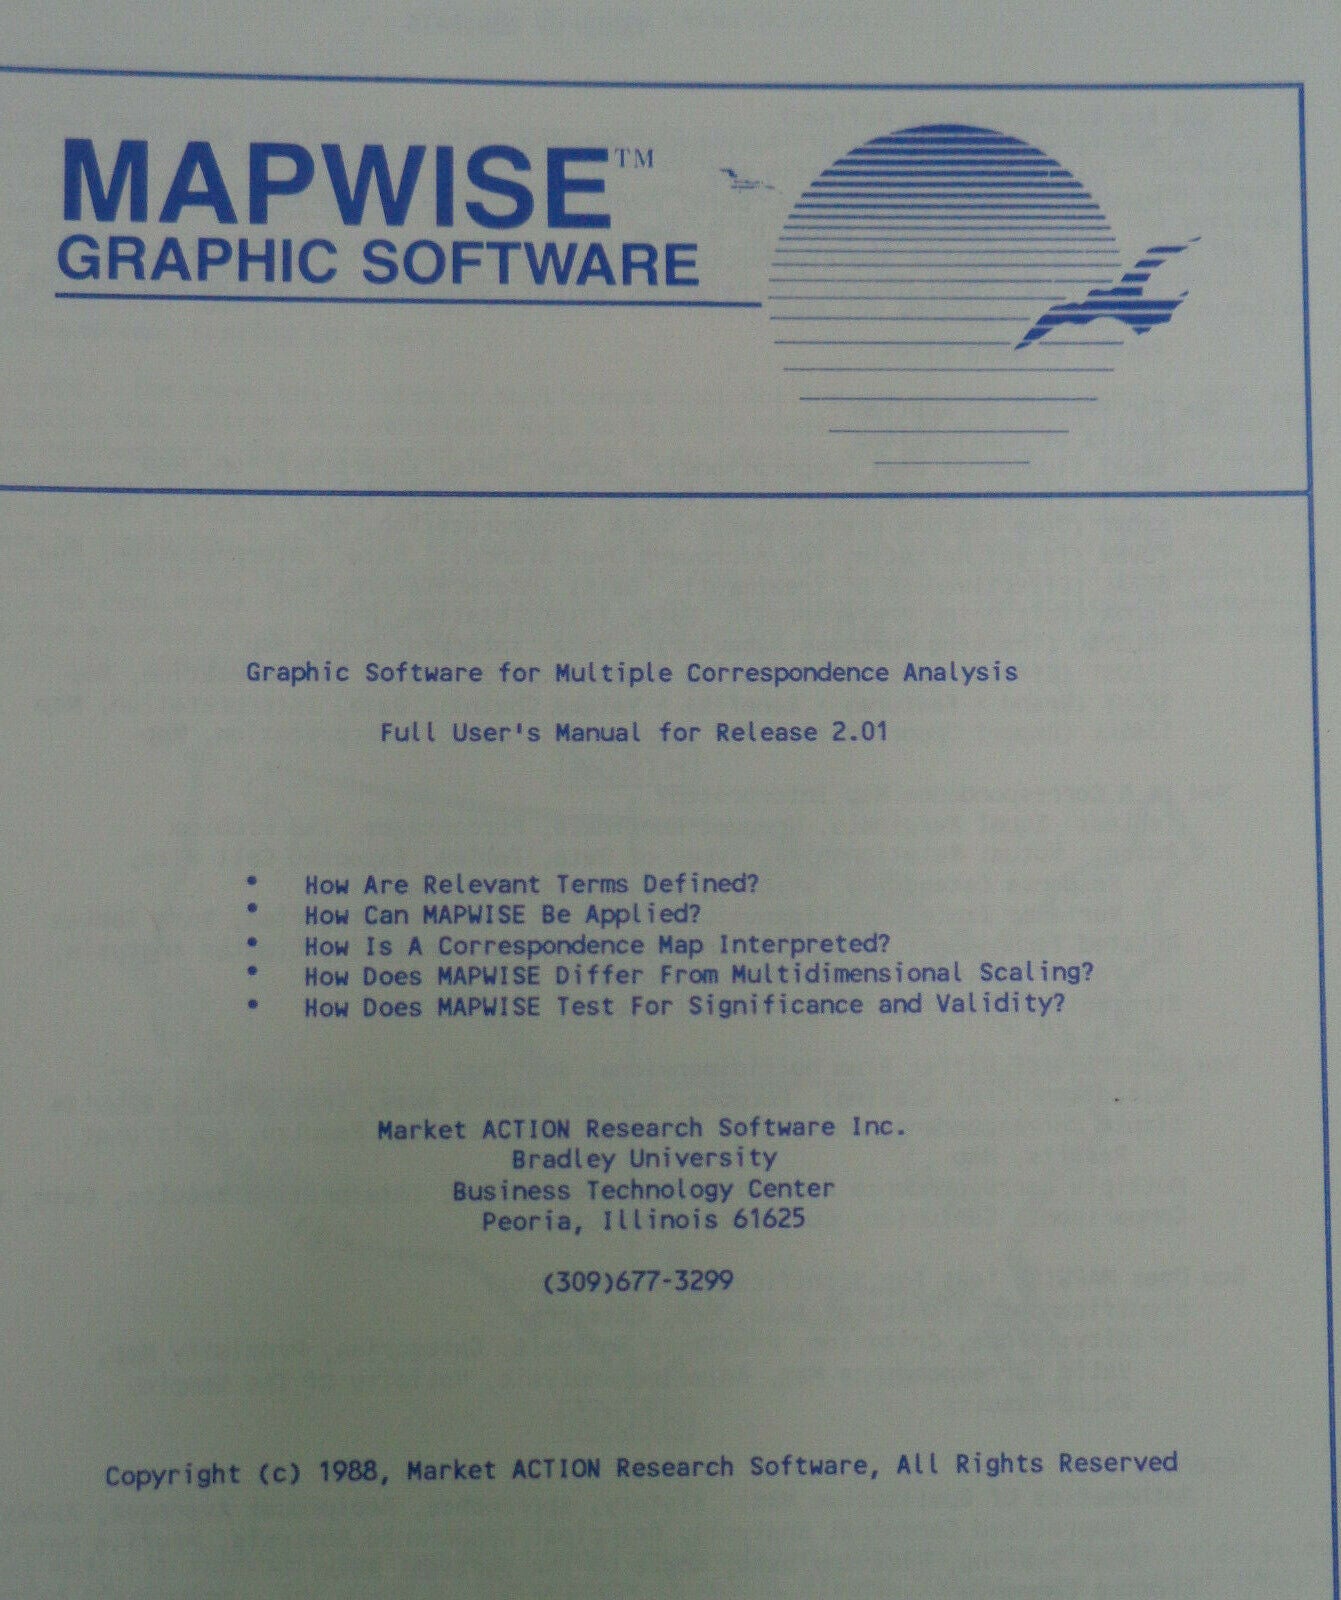 MAPWISE™
GRAPHIC SOFTWARE
Graphic Software for Multiple Correspondence Analysis
Full User's Manual for Release 2.01
• How Are Relevant Terms Defined?
• How Can MAPWISE Be Applied?
• How Is A Correspondence Map Interpreted?
• How Does MAPWISE Differ From Multidimensional Scaling?
• How Does MAPWISE Test For Significance and Validity?
Market ACTION Research Software Inc.
Bradley University
Business Technology Center
Peoria, Illinois 61625
(309)677-3299
Copyright (c) 1988, Market ACTION Research Software, All Rights Reserved